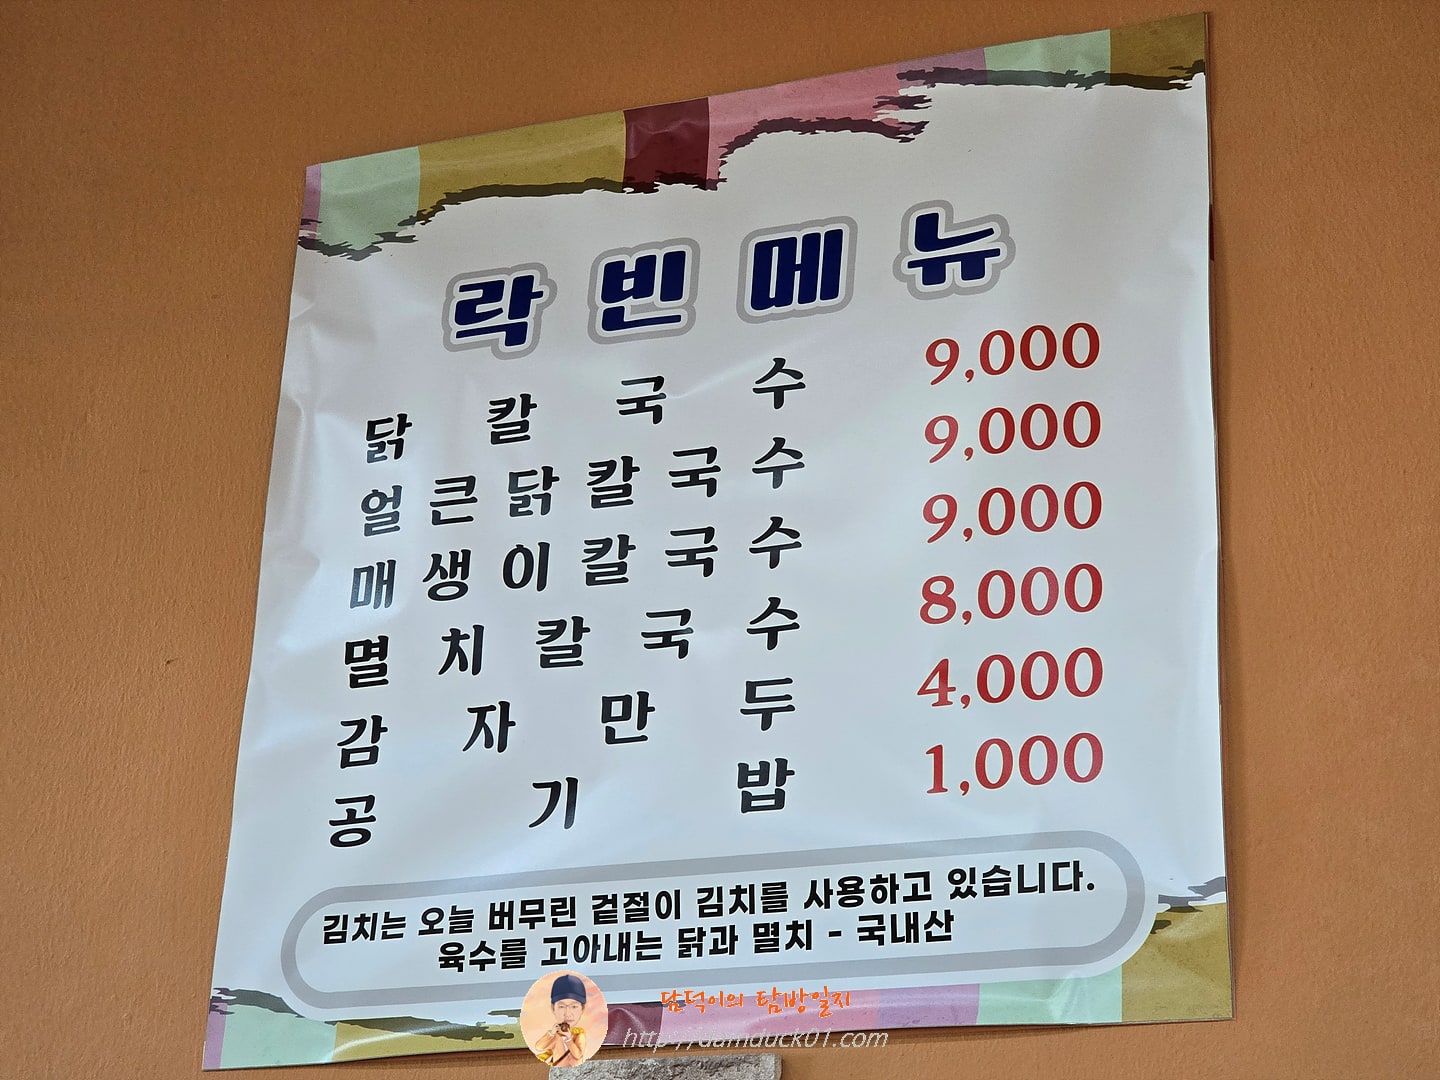 락빈메뉴
닭칼국수 9,000
얼큰닭칼국수 9,000
매생이칼국수 9,000
멸치칼국수 8,000
감자만두 4,000
공기밥 1,000
김치는 오늘 버무린 겉절이 김치를 사용하고 있습니다.
육수를 고아내는 닭과 멸치 - 국내산
담덕이의 탐방일지
http://damduck01.com